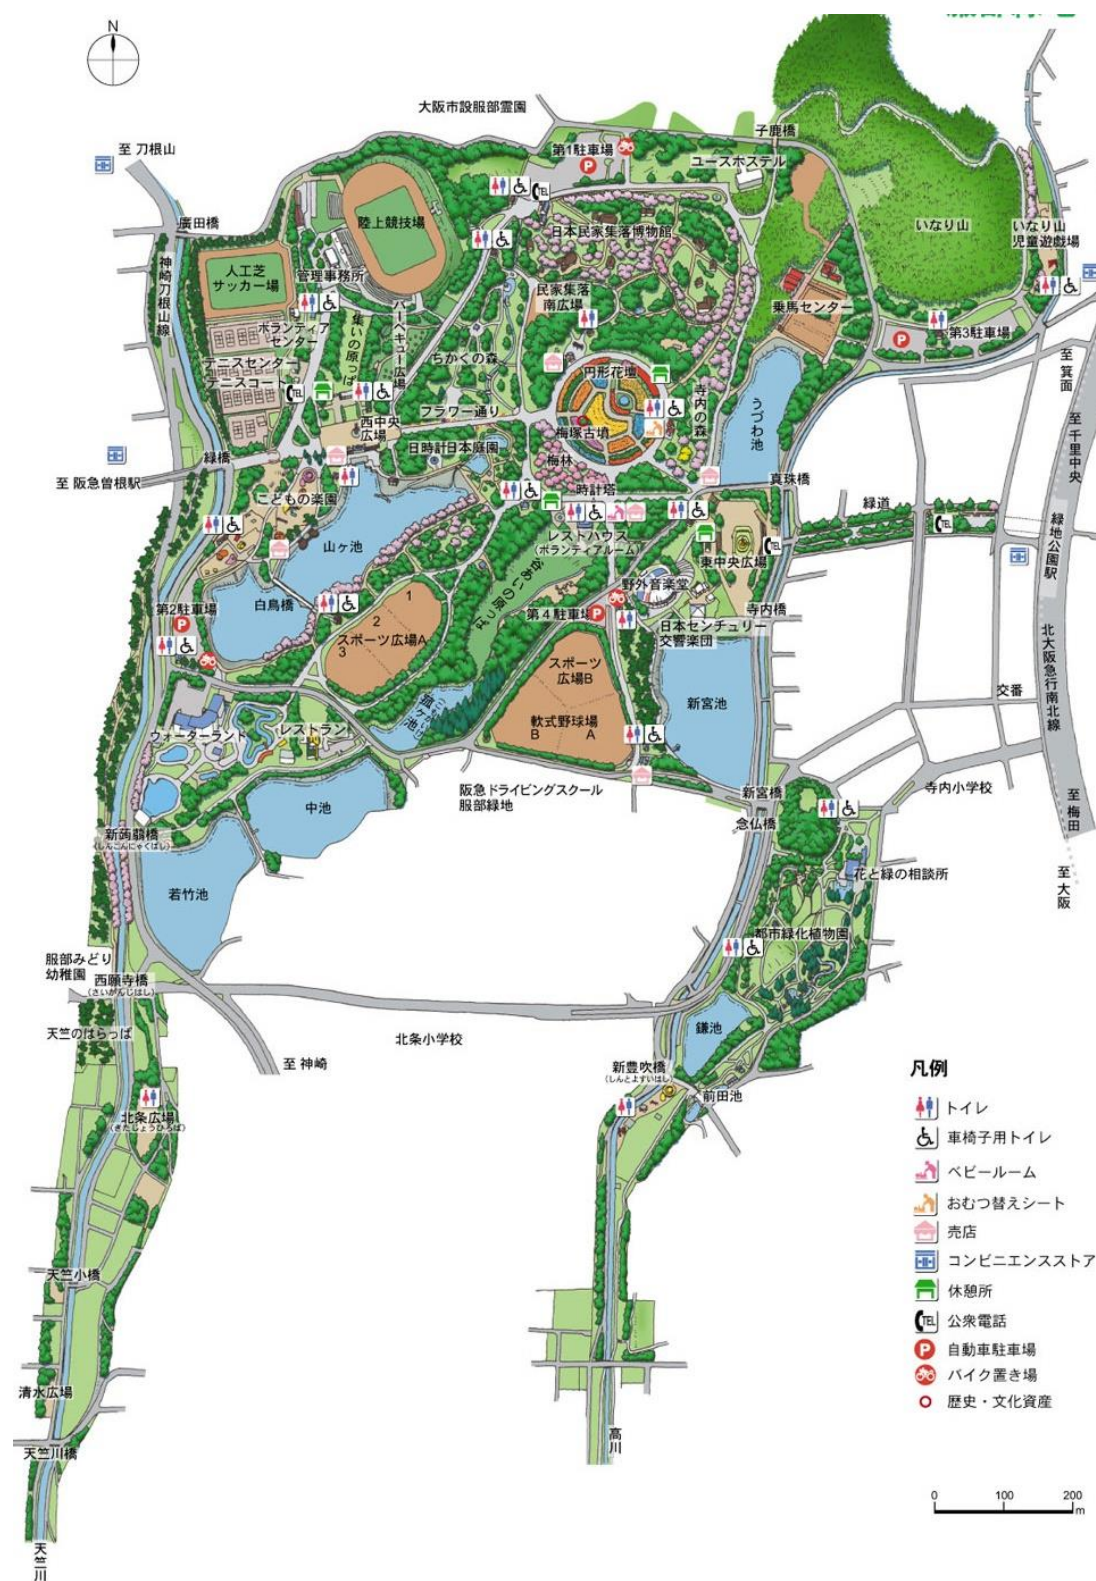 N
大阪市設服部霊園
子鹿橋
至 刀根山
第1駐車場
P
ユースホステル
TEL
廣田橋
陸上競技場
日本民家集落博物館
いなり山
いなり山
児童遊戯場
人工芝
サッカー場
管理事務所
神崎刀根山線
民家集落
南広場
乗馬センター
ボランティア
センター
集いの原っぱ
バーベキュー広場
第3駐車場
P
テニスセンター
テニスコート
TEL
ちかくの森
円形花壇
至 箕面
フラワー通り
西中央
広場
梅塚古墳
寺内の森
うづわ池
至 千里中央
日時計
日本庭園
梅林
緑橋
至 阪急曽根駅
こどもの楽園
時計塔
真珠橋
緑道
TEL
緑地公園駅
山ヶ池
レストハウス
(ボランティアルーム)
東中央広場
TEL
谷あいの原っぱ
野外音楽堂
白鳥橋
第2駐車場
P
1
2
3
スポーツ広場A
第4駐車場
P
寺内橋
日本センチュリー
交響楽団
北大阪急行南北線
スポーツ
広場B
新宮池
交番
ウォーターランド
レストラン
軟式野球場
B
A
阪急ドライビングスクール
服部緑地
新宮橋
寺内小学校
至 梅田
中池
念仏橋
新蒟蒻橋
(しんこんにゃくばし)
花と緑の相談所
至 大阪
若竹池
都市緑化植物園
服部みどり
幼稚園
西願寺橋
(さいがんじばし)
天竺のはらっぱ
北条小学校
鎌池
至 神崎
新豊吹橋
(しんとよすいはし)
前田池
北条広場
(きたじょうひろば)
天竺小橋
清水広場
天竺川橋
高川
天竺川
凡例
トイレ
車椅子用トイレ
ベビールーム
おむつ替えシート
売店
コンビニエンスストア
休憩所
TEL
公衆電話
P
自動車駐車場
バイク置き場
歴史・文化資産
0
100
200
m